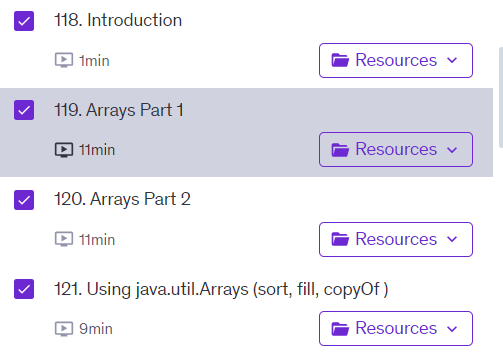 118. Introduction
1min
Resources
119. Arrays Part 1
11min
Resources
120. Arrays Part 2
11min
Resources
121. Using java.util.Arrays (sort, fill, copyOf )
9min
Resources